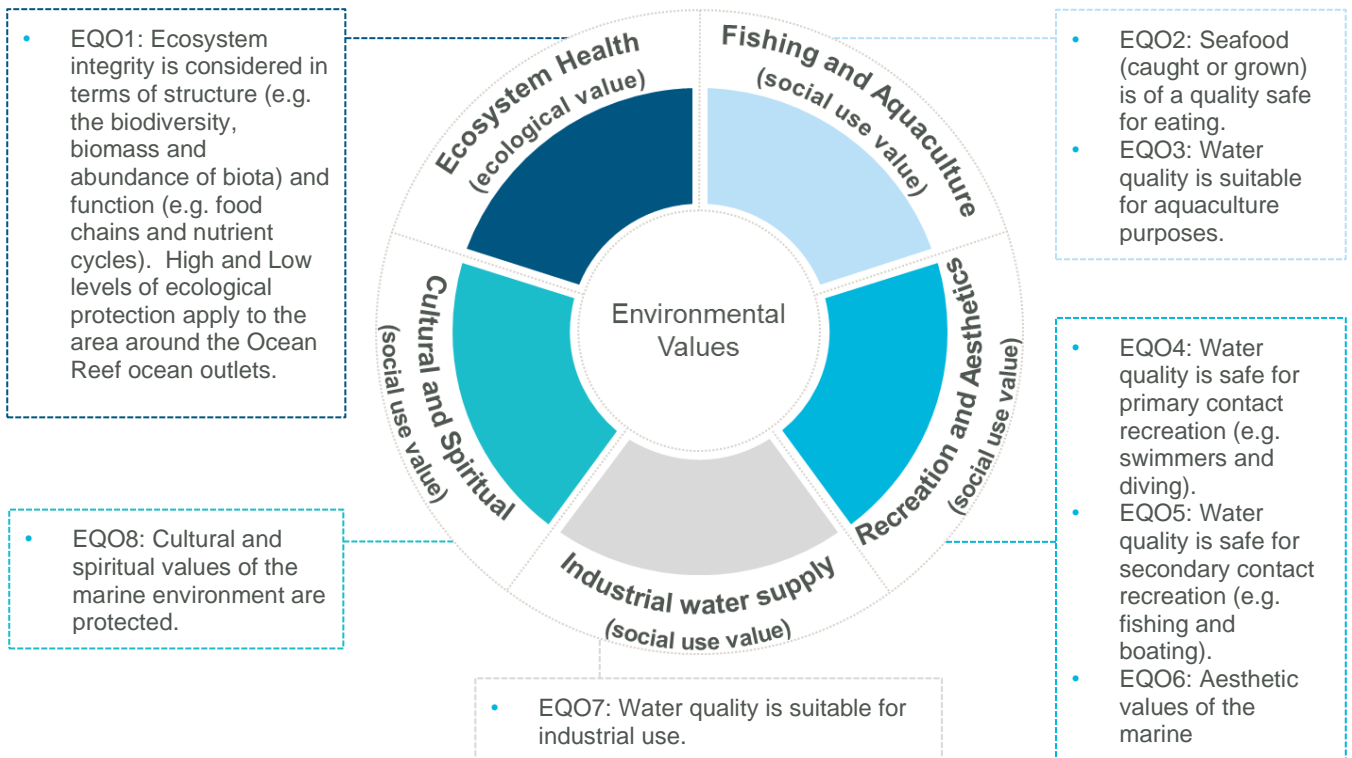 • EQO1: Ecosystem
integrity is considered in
terms of structure (e.g.
the biodiversity,
biomass and
abundance of biota) and
function (e.g. food
chains and nutrient
cycles).  High and Low
levels of ecological
protection apply to the
area around the Ocean
Reef ocean outlets.
Ecosystem Health
(ecological value)
Fishing and Aquaculture
(social use value)
• EQO2: Seafood
(caught or grown)
is of a quality safe
for eating.
• EQO3: Water
quality is suitable
for aquaculture
purposes.
Environmental
Values
Cultural and Spiritual
(social use value)
Recreation and Aesthetics
(social use value)
• EQO4: Water
quality is safe for
primary contact
recreation (e.g.
swimmers and
diving).
• EQO5: Water
quality is safe for
secondary contact
recreation (e.g.
fishing and
boating).
• EQO6: Aesthetic
values of the
marine
• EQO8: Cultural and
spiritual values of the
marine environment are
protected.
Industrial water supply
(social use value)
• EQO7: Water quality is suitable for
industrial use.